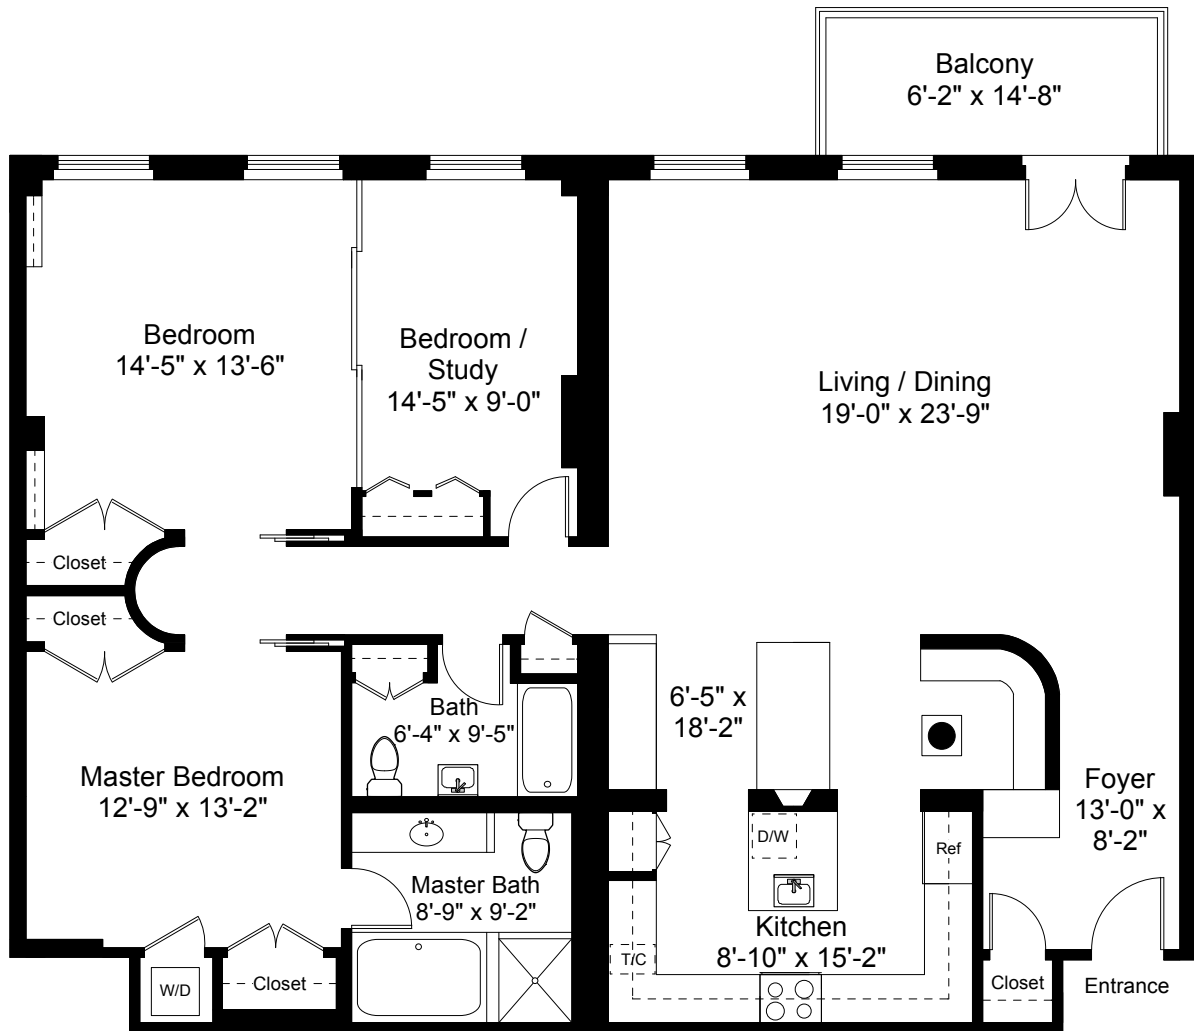 Balcony
6'-2" x 14'-8"
Bedroom
14'-5" x 13'-6"
Bedroom /
Study
14'-5" x 9'-0"
Living / Dining
19'-0" x 23'-9"
Closet
Closet
Bath
6'-4" x 9'-5"
6'-5" x
18'-2"
Master Bedroom
12'-9" x 13'-2"
Foyer
13'-0" x
8'-2"
D/W
Ref
Master Bath
8'-9" x 9'-2"
Kitchen
8'-10" x 15'-2"
T/C
W/D
Closet
Closet
Entrance